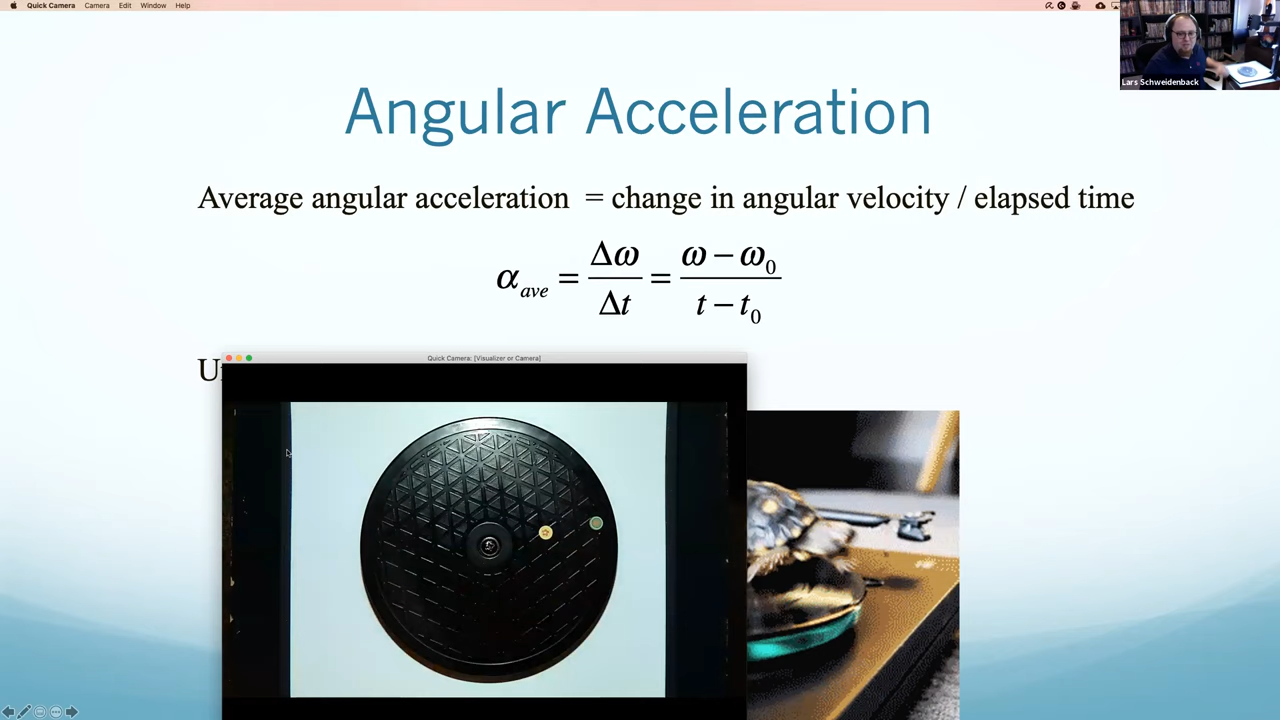 Quick Camera Camera Edit Window Help
Lars Schweidenback
Angular Acceleration
Average angular acceleration = change in angular velocity / elapsed time
α_ave = Δω/Δt = (ω − ω₀)/(t − t₀)
Quick Camera: [Visualizer or Camera]